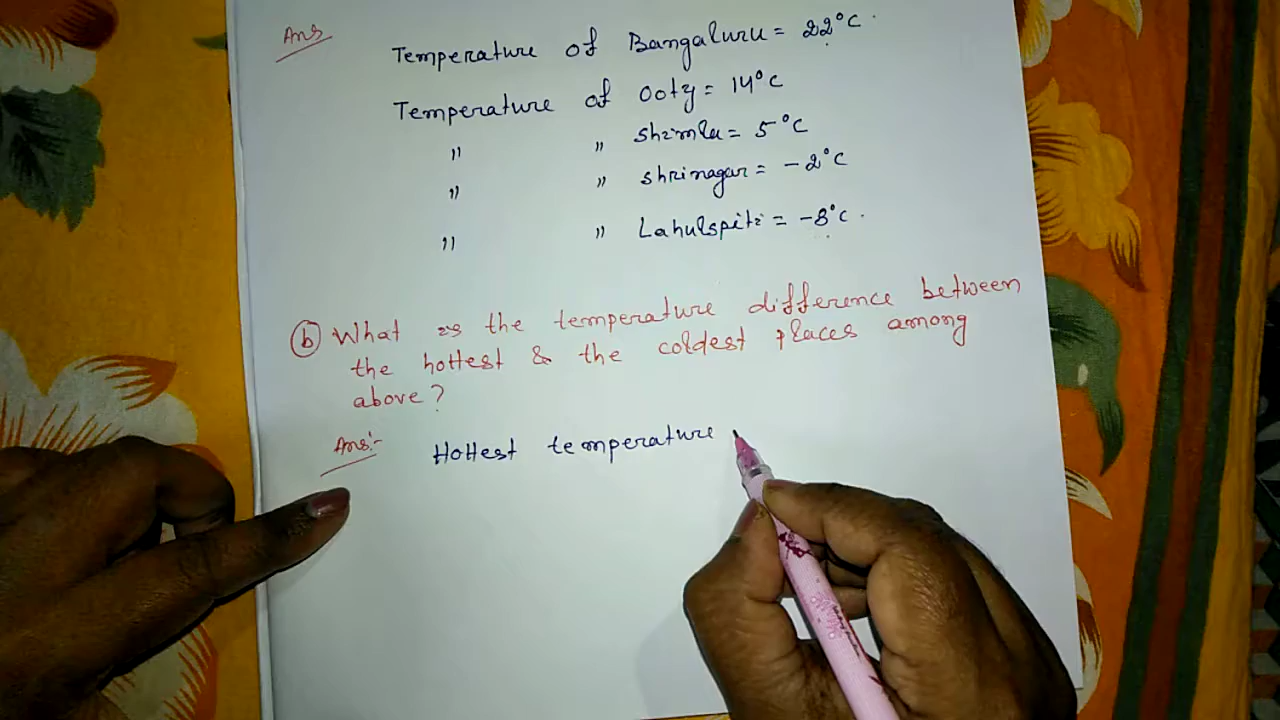 Ans
Temperature of Bangaluru = 22°C.
Temperature of Ooty = 14°C
" " Shimla = 5°C
" " Shrinagar = -2°C
" " Lahulspiti = -8°C.
(b) What is the temperature difference between
the hottest & the coldest places among
above?
Ans:- Hottest temperature